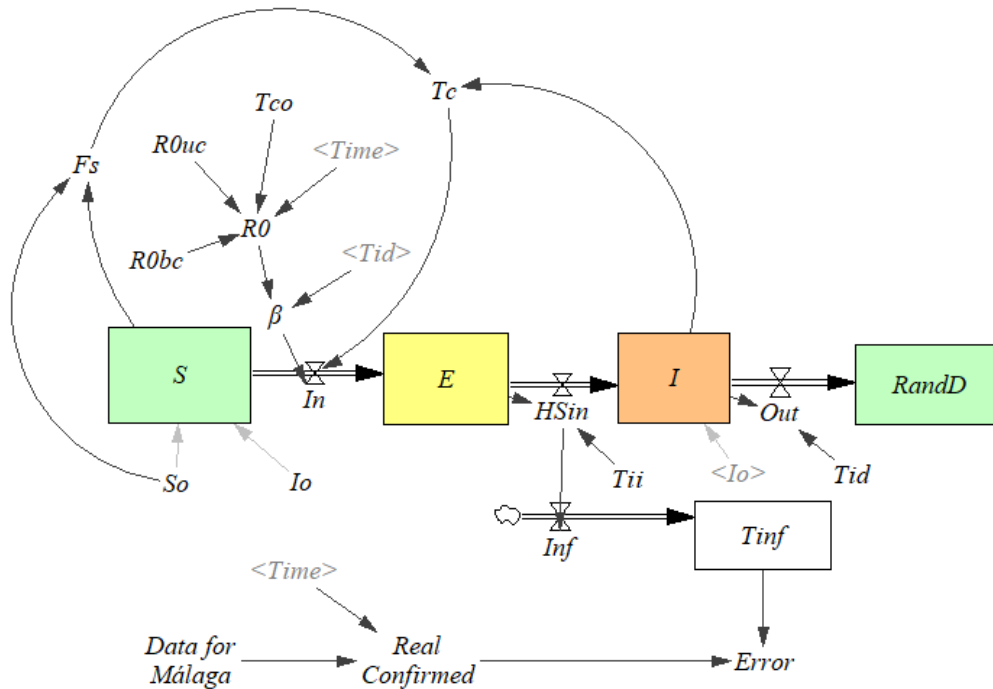 Tc
Tco
R0uc
<Time>
Fs
R0
R0bc
<Tid>
β
S
In
E
HSin
I
Out
RandD
So
Io
Tii
<Io>
Tid
Inf
Tinf
<Time>
Data for
Málaga
Real
Confirmed
Error